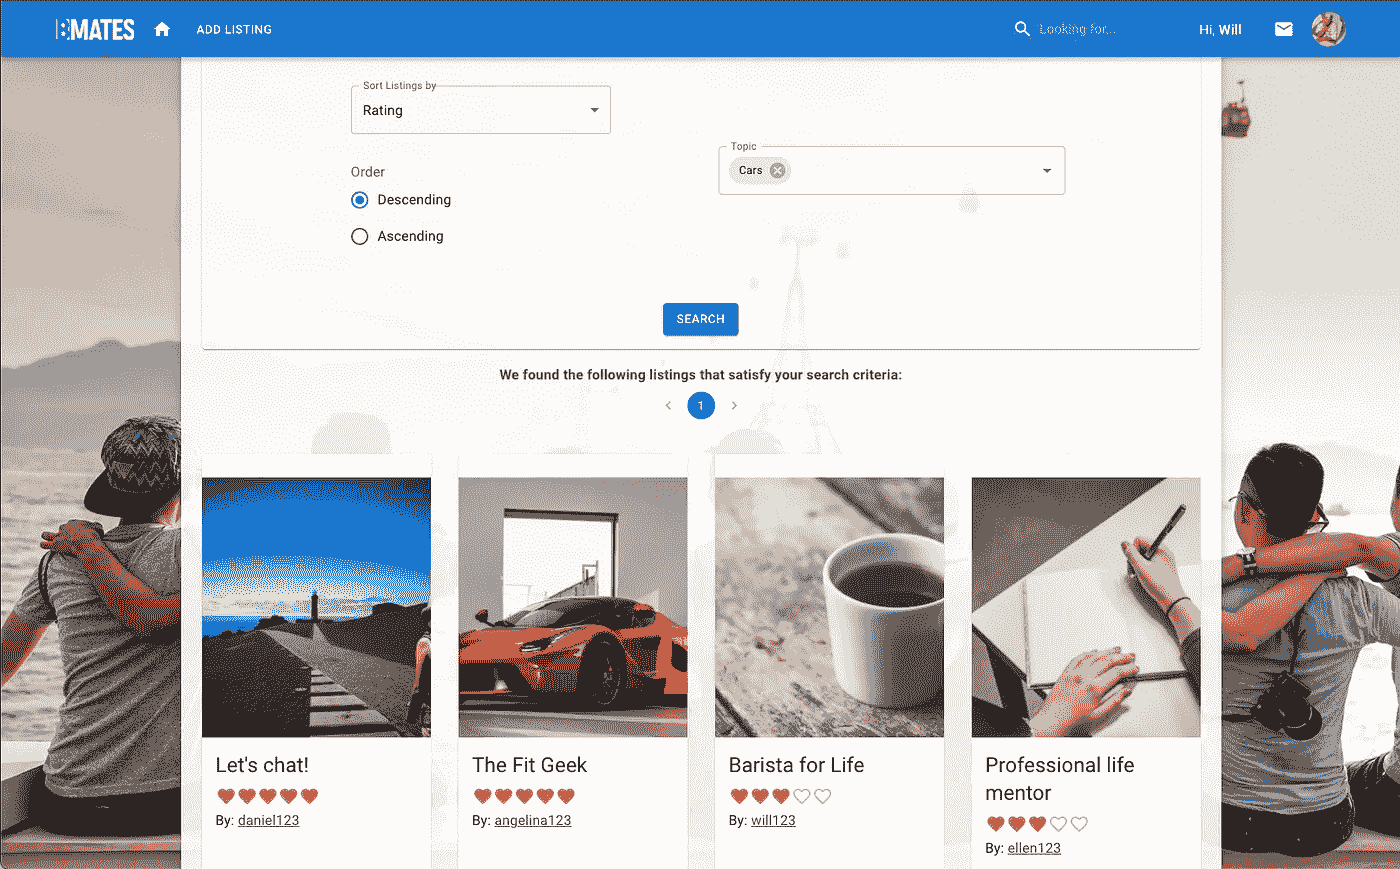 MATES
ADD LISTING
Looking for...
Hi, Will
Sort Listings by
Rating
Topic
Cars
Order
Descending
Ascending
SEARCH
We found the following listings that satisfy your search criteria:
1
Let's chat!
By: daniel123
The Fit Geek
By: angelina123
Barista for Life
By: will123
Professional life
mentor
By: ellen123